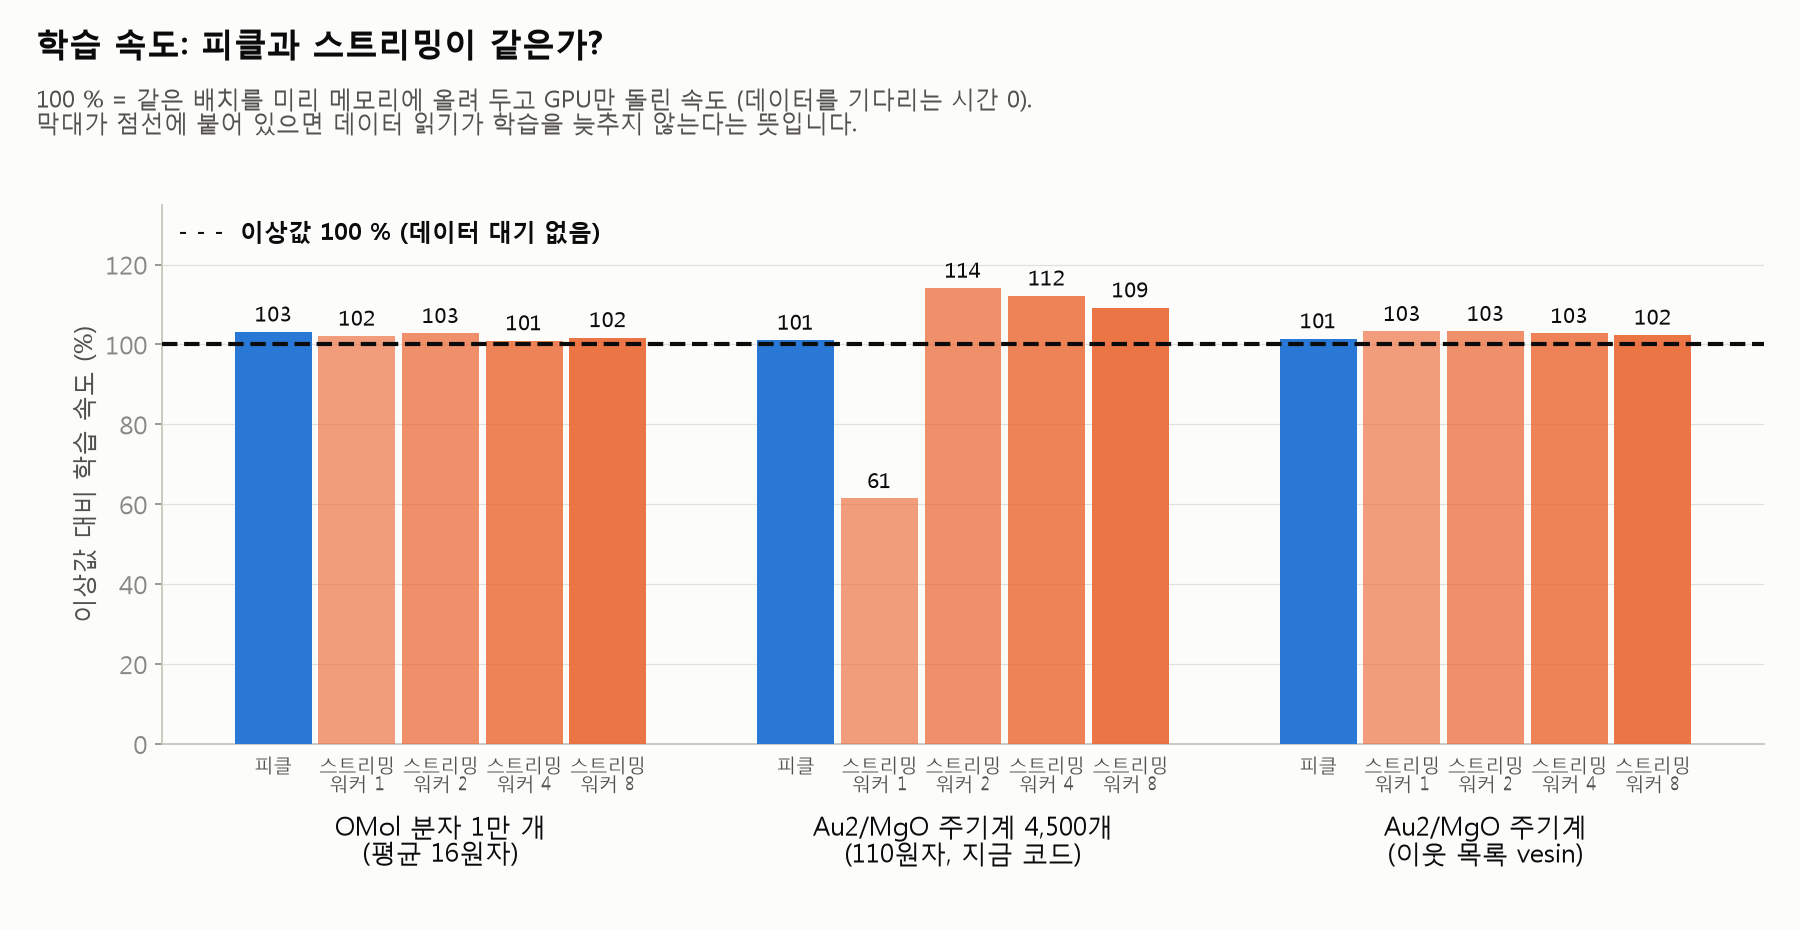 학습 속도: 피클과 스트리밍이 같은가?
100 % = 같은 배치를 미리 메모리에 올려 두고 GPU만 돌린 속도 (데이터를 기다리는 시간 0).
막대가 점선에 붙어 있으면 데이터 읽기가 학습을 늦추지 않는다는 뜻입니다.
--- 이상값 100 % (데이터 대기 없음)
이상값 대비 학습 속도 (%)
120
100
80
60
40
20
0
103 102 103 101 102
101 61 114 112 109
101 103 103 103 102
피클 스트리밍 스트리밍 스트리밍 스트리밍 피클 스트리밍 스트리밍 스트리밍 스트리밍 피클 스트리밍 스트리밍 스트리밍 스트리밍
워커 1 워커 2 워커 4 워커 8 워커 1 워커 2 워커 4 워커 8 워커 1 워커 2 워커 4 워커 8
OMol 분자 1만 개
(평균 16원자)
Au2/MgO 주기계 4,500개
(110원자, 지금 코드)
Au2/MgO 주기계
(이웃 목록 vesin)